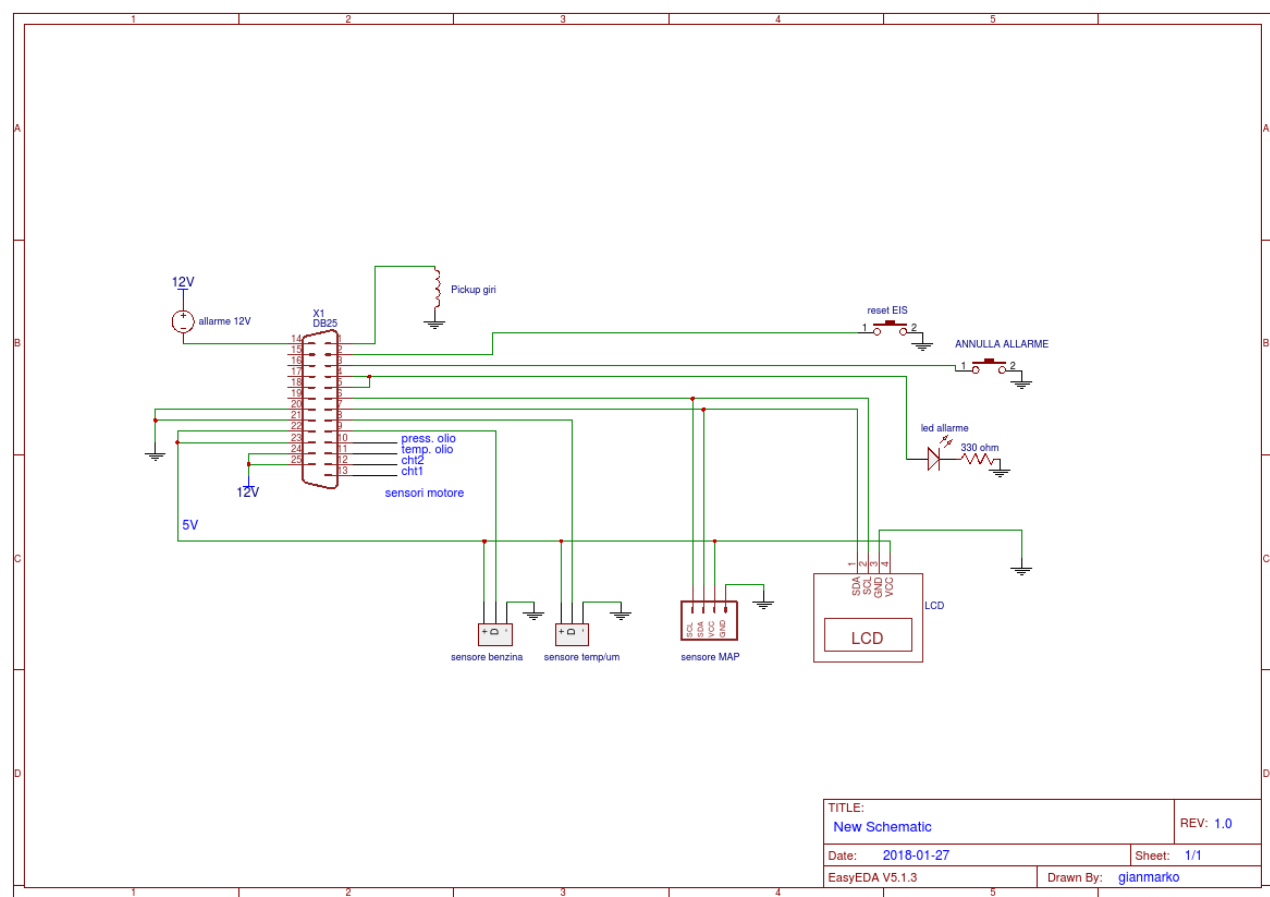 1 2 3 4 5
A A
12V
Pickup giri
allarme 12V
X1
DB25
reset EIS
1 2
B B
ANNULLA ALLARME
1 2
14 1
15 2
16 3
17 4
18 5
19 6
20 7
21 8
22 9
23 10 press. olio
24 11 temp. olio
25 12 cht2
13 cht1
led allarme
330 ohm
12V
sensori motore
5V
C C
1 2 3 4
SDA SCL GND VCC
LCD
LCD
+ D -
+ D -
SCL SDA VCC GND
sensore benzina
sensore temp/um
sensore MAP
D D
TITLE:
New Schematic
REV: 1.0
Date: 2018-01-27
Sheet: 1/1
EasyEDA V5.1.3
Drawn By: gianmarko
1 2 3 4 5